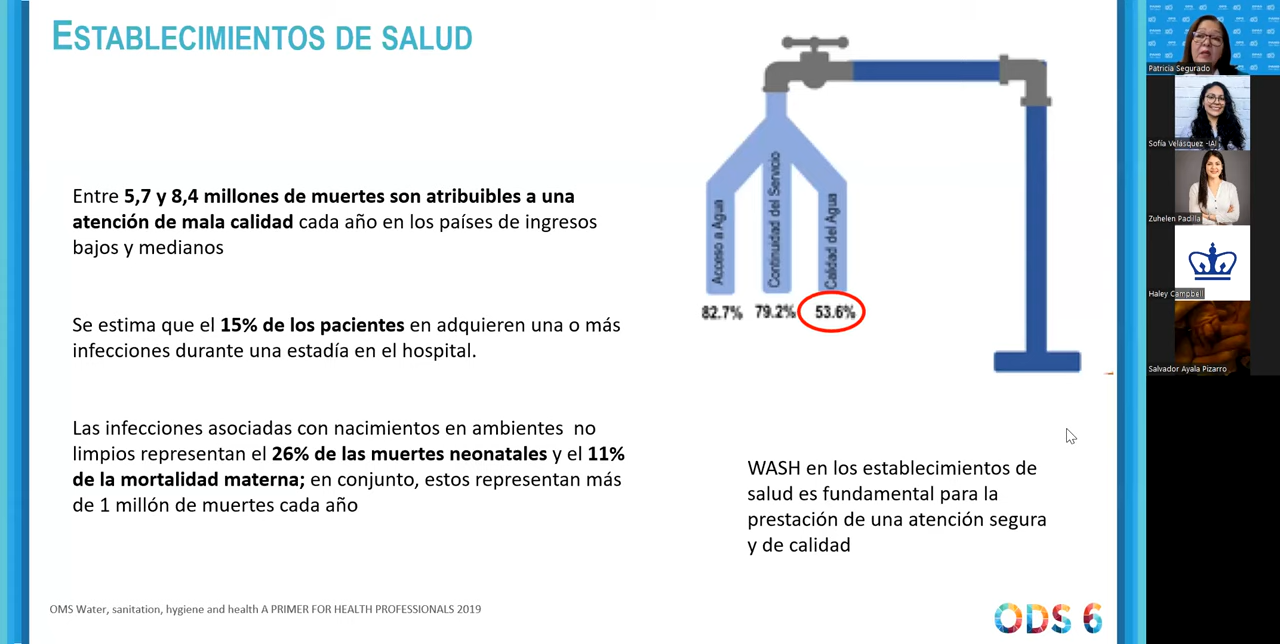 ESTABLECIMIENTOS DE SALUD
Entre 5,7 y 8,4 millones de muertes son atribuibles a una
atención de mala calidad cada año en los países de ingresos
bajos y medianos
Se estima que el 15% de los pacientes en adquieren una o más
infecciones durante una estadía en el hospital.
Las infecciones asociadas con nacimientos en ambientes no
limpios representan el 26% de las muertes neonatales y el 11%
de la mortalidad materna; en conjunto, estos representan más
de 1 millón de muertes cada año
OMS Water, sanitation, hygiene and health A PRIMER FOR HEALTH PROFESSIONALS 2019
Acceso a Agua
Continuidad del Servicio
Calidad del Agua
82.7% 79.2% 53.6%
WASH en los establecimientos de
salud es fundamental para la
prestación de una atención segura
y de calidad
ODS 6
Patricia Segurado
Sofía Velásquez -IAI
Zuhelen Padilla
Haley Campbell
Salvador Ayala Pizarro